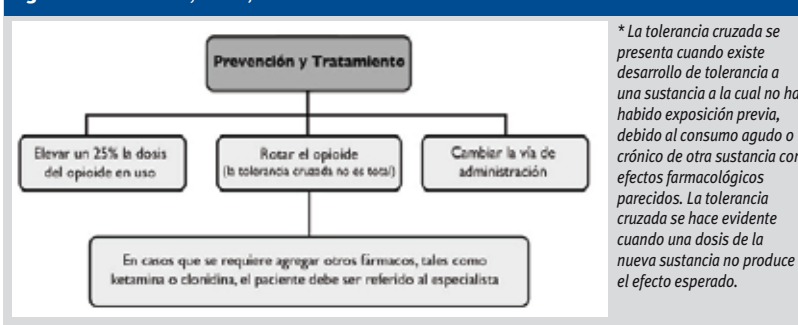 Prevención y Tratamiento
Elevar un 25% la dosis
del opioide en uso
Rotar el opioide
(la tolerancia cruzada no es total)
Cambiar la vía de
administración
En casos que se requiere agregar otros fármacos, tales como
ketamina o clonidina, el paciente debe ser referido al especialista
* La tolerancia cruzada se
presenta cuando existe
desarrollo de tolerancia a
una sustancia a la cual no ha
habido exposición previa,
debido al consumo agudo o
crónico de otra sustancia con
efectos farmacológicos
parecidos. La tolerancia
cruzada se hace evidente
cuando una dosis de la
nueva sustancia no produce
el efecto esperado.